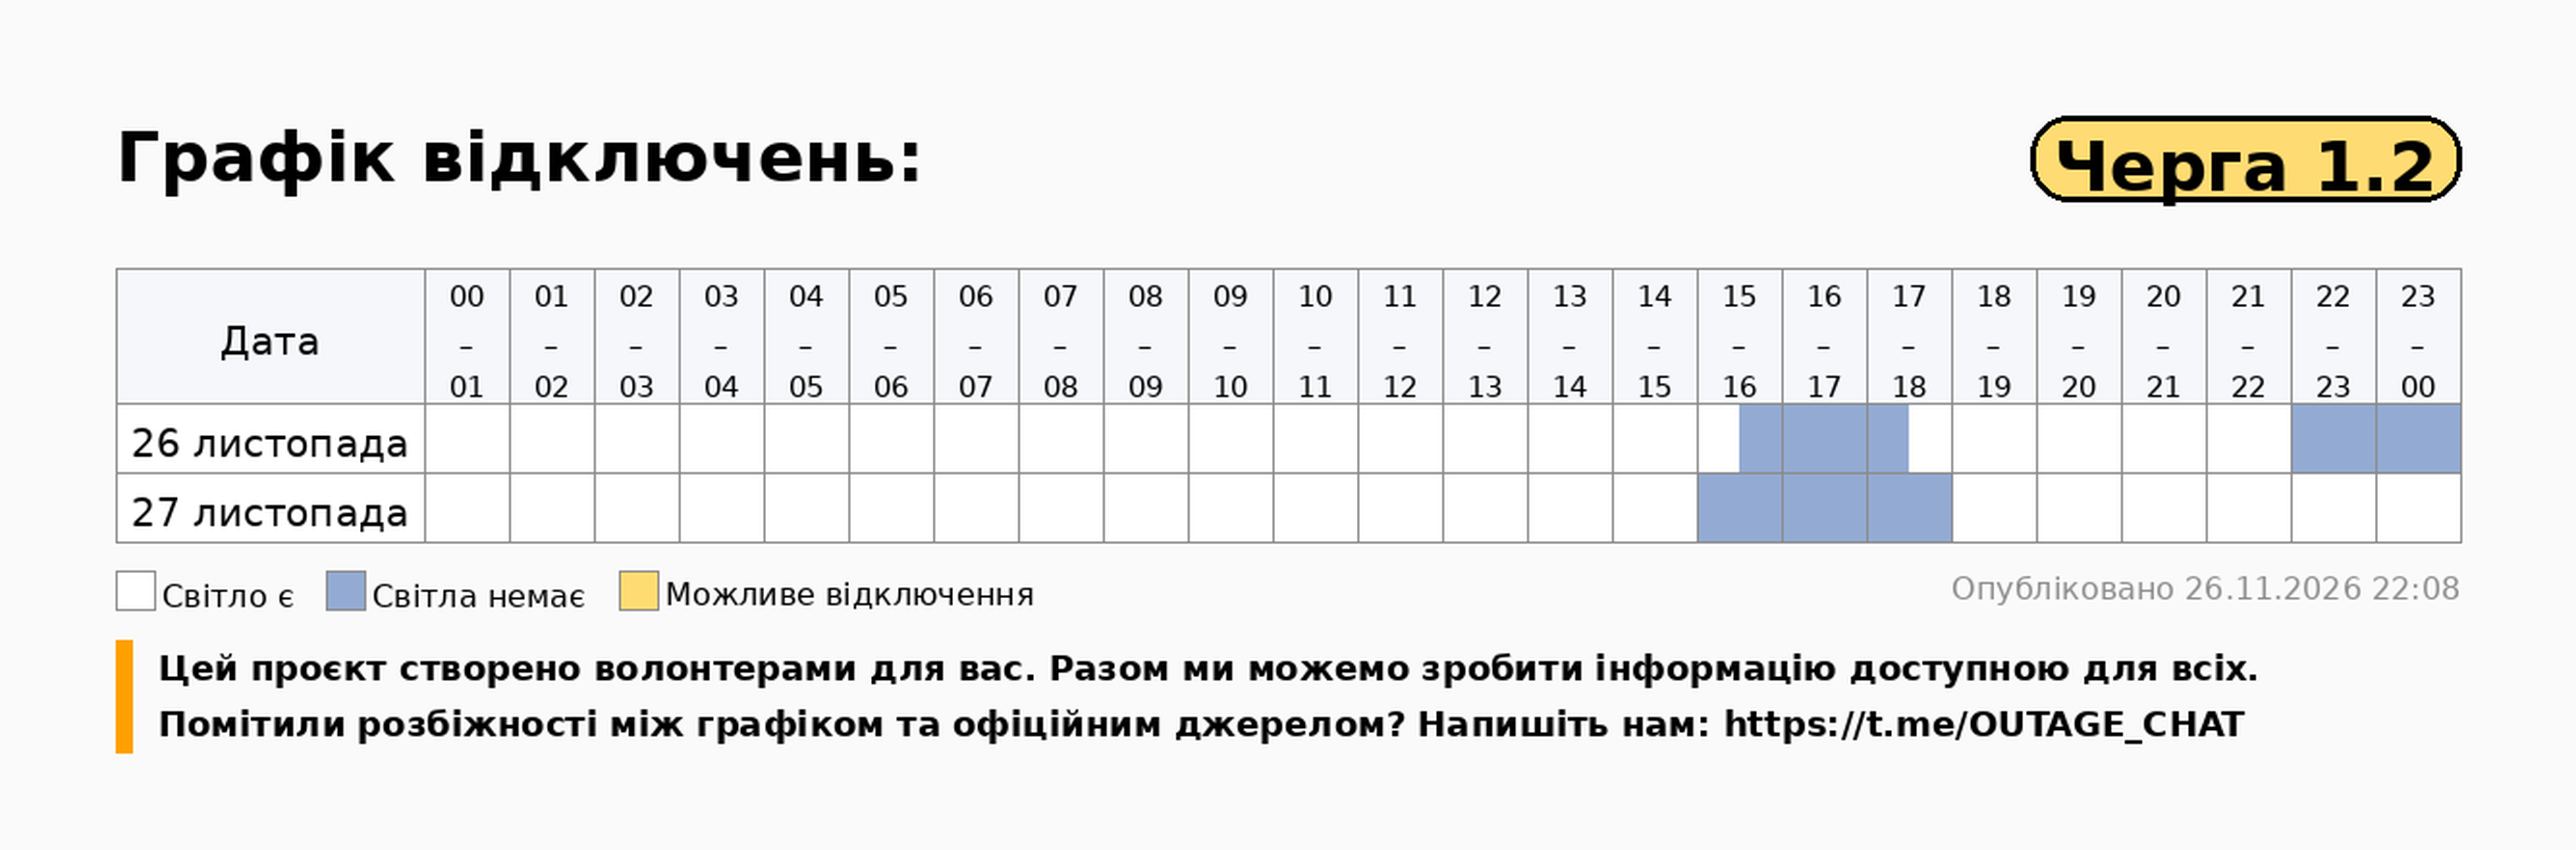 Графік відключень:
Черга 1.2
Дата 00 – 01 01 – 02 02 – 03 03 – 04 04 – 05 05 – 06 06 – 07 07 – 08 08 – 09 09 – 10 10 – 11 11 – 12 12 – 13 13 – 14 14 – 15 15 – 16 16 – 17 17 – 18 18 – 19 19 – 20 20 – 21 21 – 22 22 – 23 23 – 00
26 листопада
27 листопада
Світло є Світла немає Можливе відключення
Опубліковано 26.11.2026 22:08
Цей проєкт створено волонтерами для вас. Разом ми можемо зробити інформацію доступною для всіх.
Помітили розбіжності між графіком та офіційним джерелом? Напишіть нам: https://t.me/OUTAGE_CHAT